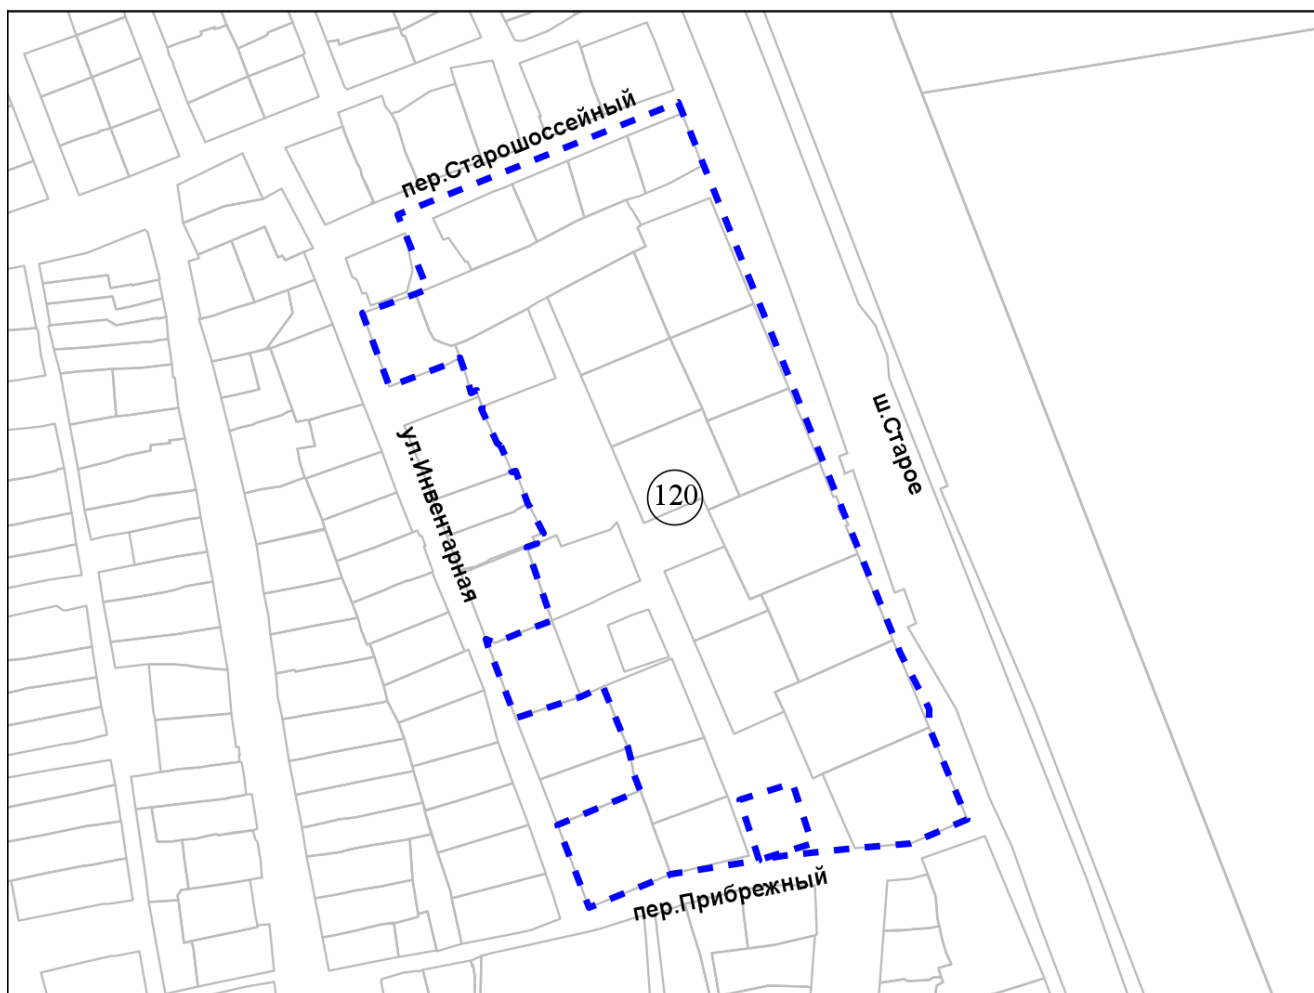 пер.Старошоссейный
ш.Старое
ул.Инвентарная
120
пер.Прибрежный